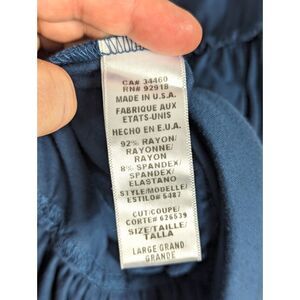 CA# 34460
RN# 92918
MADE IN U.S.A.
FABRIQUE AUX
ETATS-UNIS
HECHO EN E.U.A.
92% RAYON/
RAYONNE/
RAYON
8% SPANDEX/
SPANDEX/
ELASTANO
STYLE/MODELLE/
ESTILO# 5487
CUT/COUPE/
CORTE# 626539
SIZE/TAILLE/
TALLA
LARGE GRAND
GRANDE